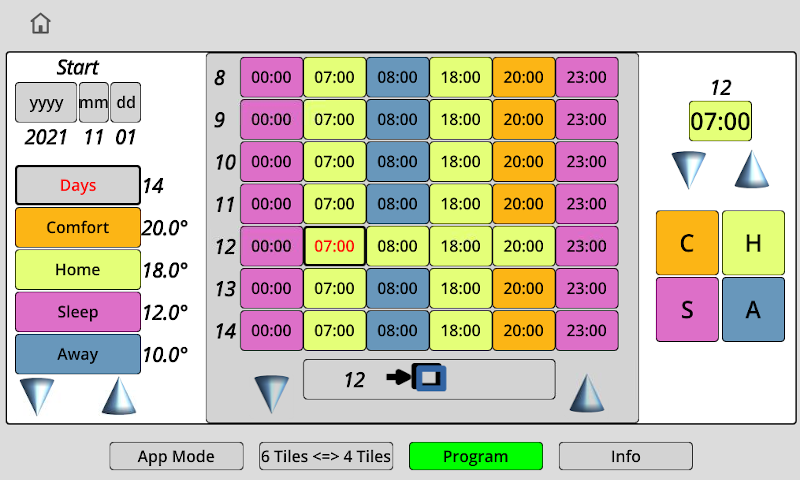 Start
yyyy mm dd
2021 11 01
Days 14
Comfort 20.0°
Home 18.0°
Sleep 12.0°
Away 10.0°
8 00:00 07:00 08:00 18:00 20:00 23:00
9 00:00 07:00 08:00 18:00 20:00 23:00
10 00:00 07:00 08:00 18:00 20:00 23:00
11 00:00 07:00 08:00 18:00 20:00 23:00
12 00:00 07:00 08:00 18:00 20:00 23:00
13 00:00 07:00 08:00 18:00 20:00 23:00
14 00:00 07:00 08:00 18:00 20:00 23:00
12
12
07:00
C H
S A
App Mode 6 Tiles <=> 4 Tiles Program Info